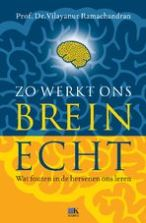 Prof. Dr. Vilayanur Ramachandran
ZO WERKT ONS
BREIN
ECHT
Wat fouten in de hersenen ons leren